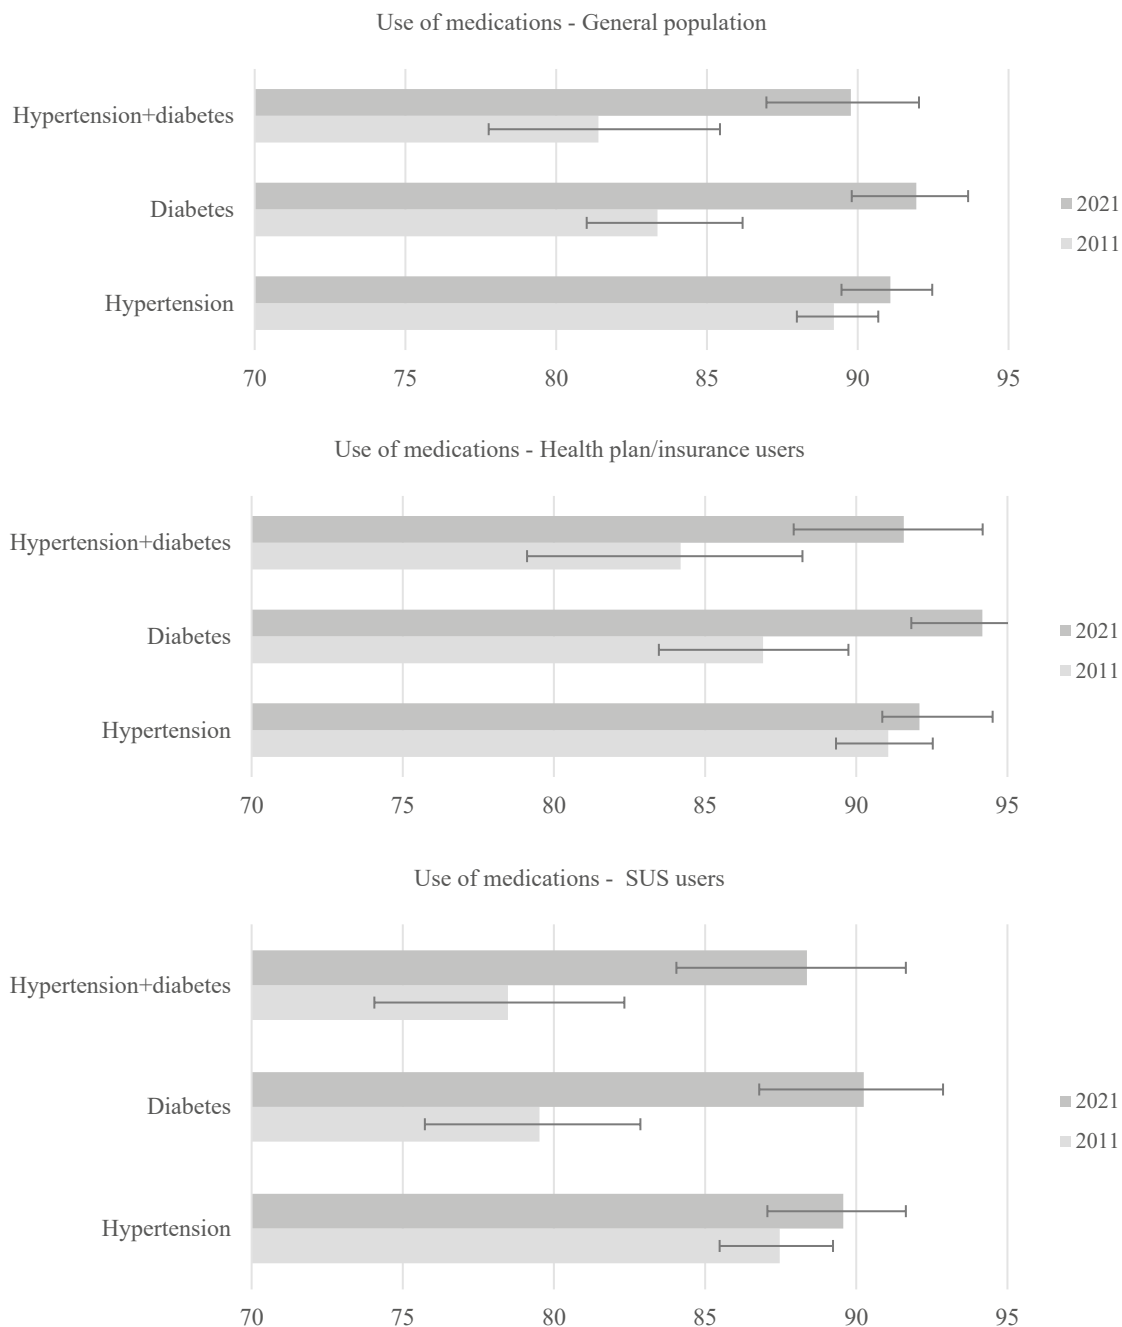 Use of medications - General population
Hypertension+diabetes
Diabetes
Hypertension
2021
2011
70 75 80 85 90 95
Use of medications - Health plan/insurance users
Hypertension+diabetes
Diabetes
Hypertension
2021
2011
70 75 80 85 90 95
Use of medications -  SUS users
Hypertension+diabetes
Diabetes
Hypertension
2021
2011
70 75 80 85 90 95